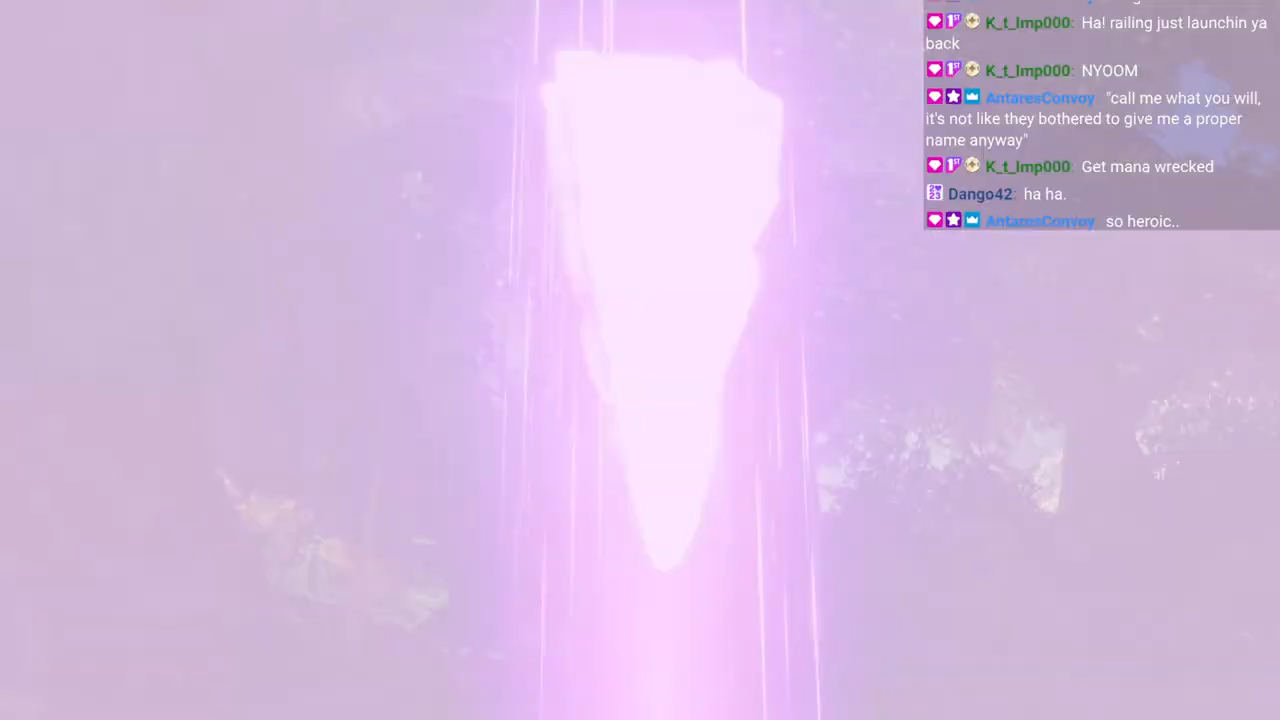 K_t_Imp000: Ha! railing just launchin ya
back
K_t_Imp000: NYOOM
AntaresConvoy "call me what you will,
it's not like they bothered to give me a proper
name anyway"
K_t_Imp000: Get mana wrecked
Dango42: ha ha.
AntaresConvoy so heroic..